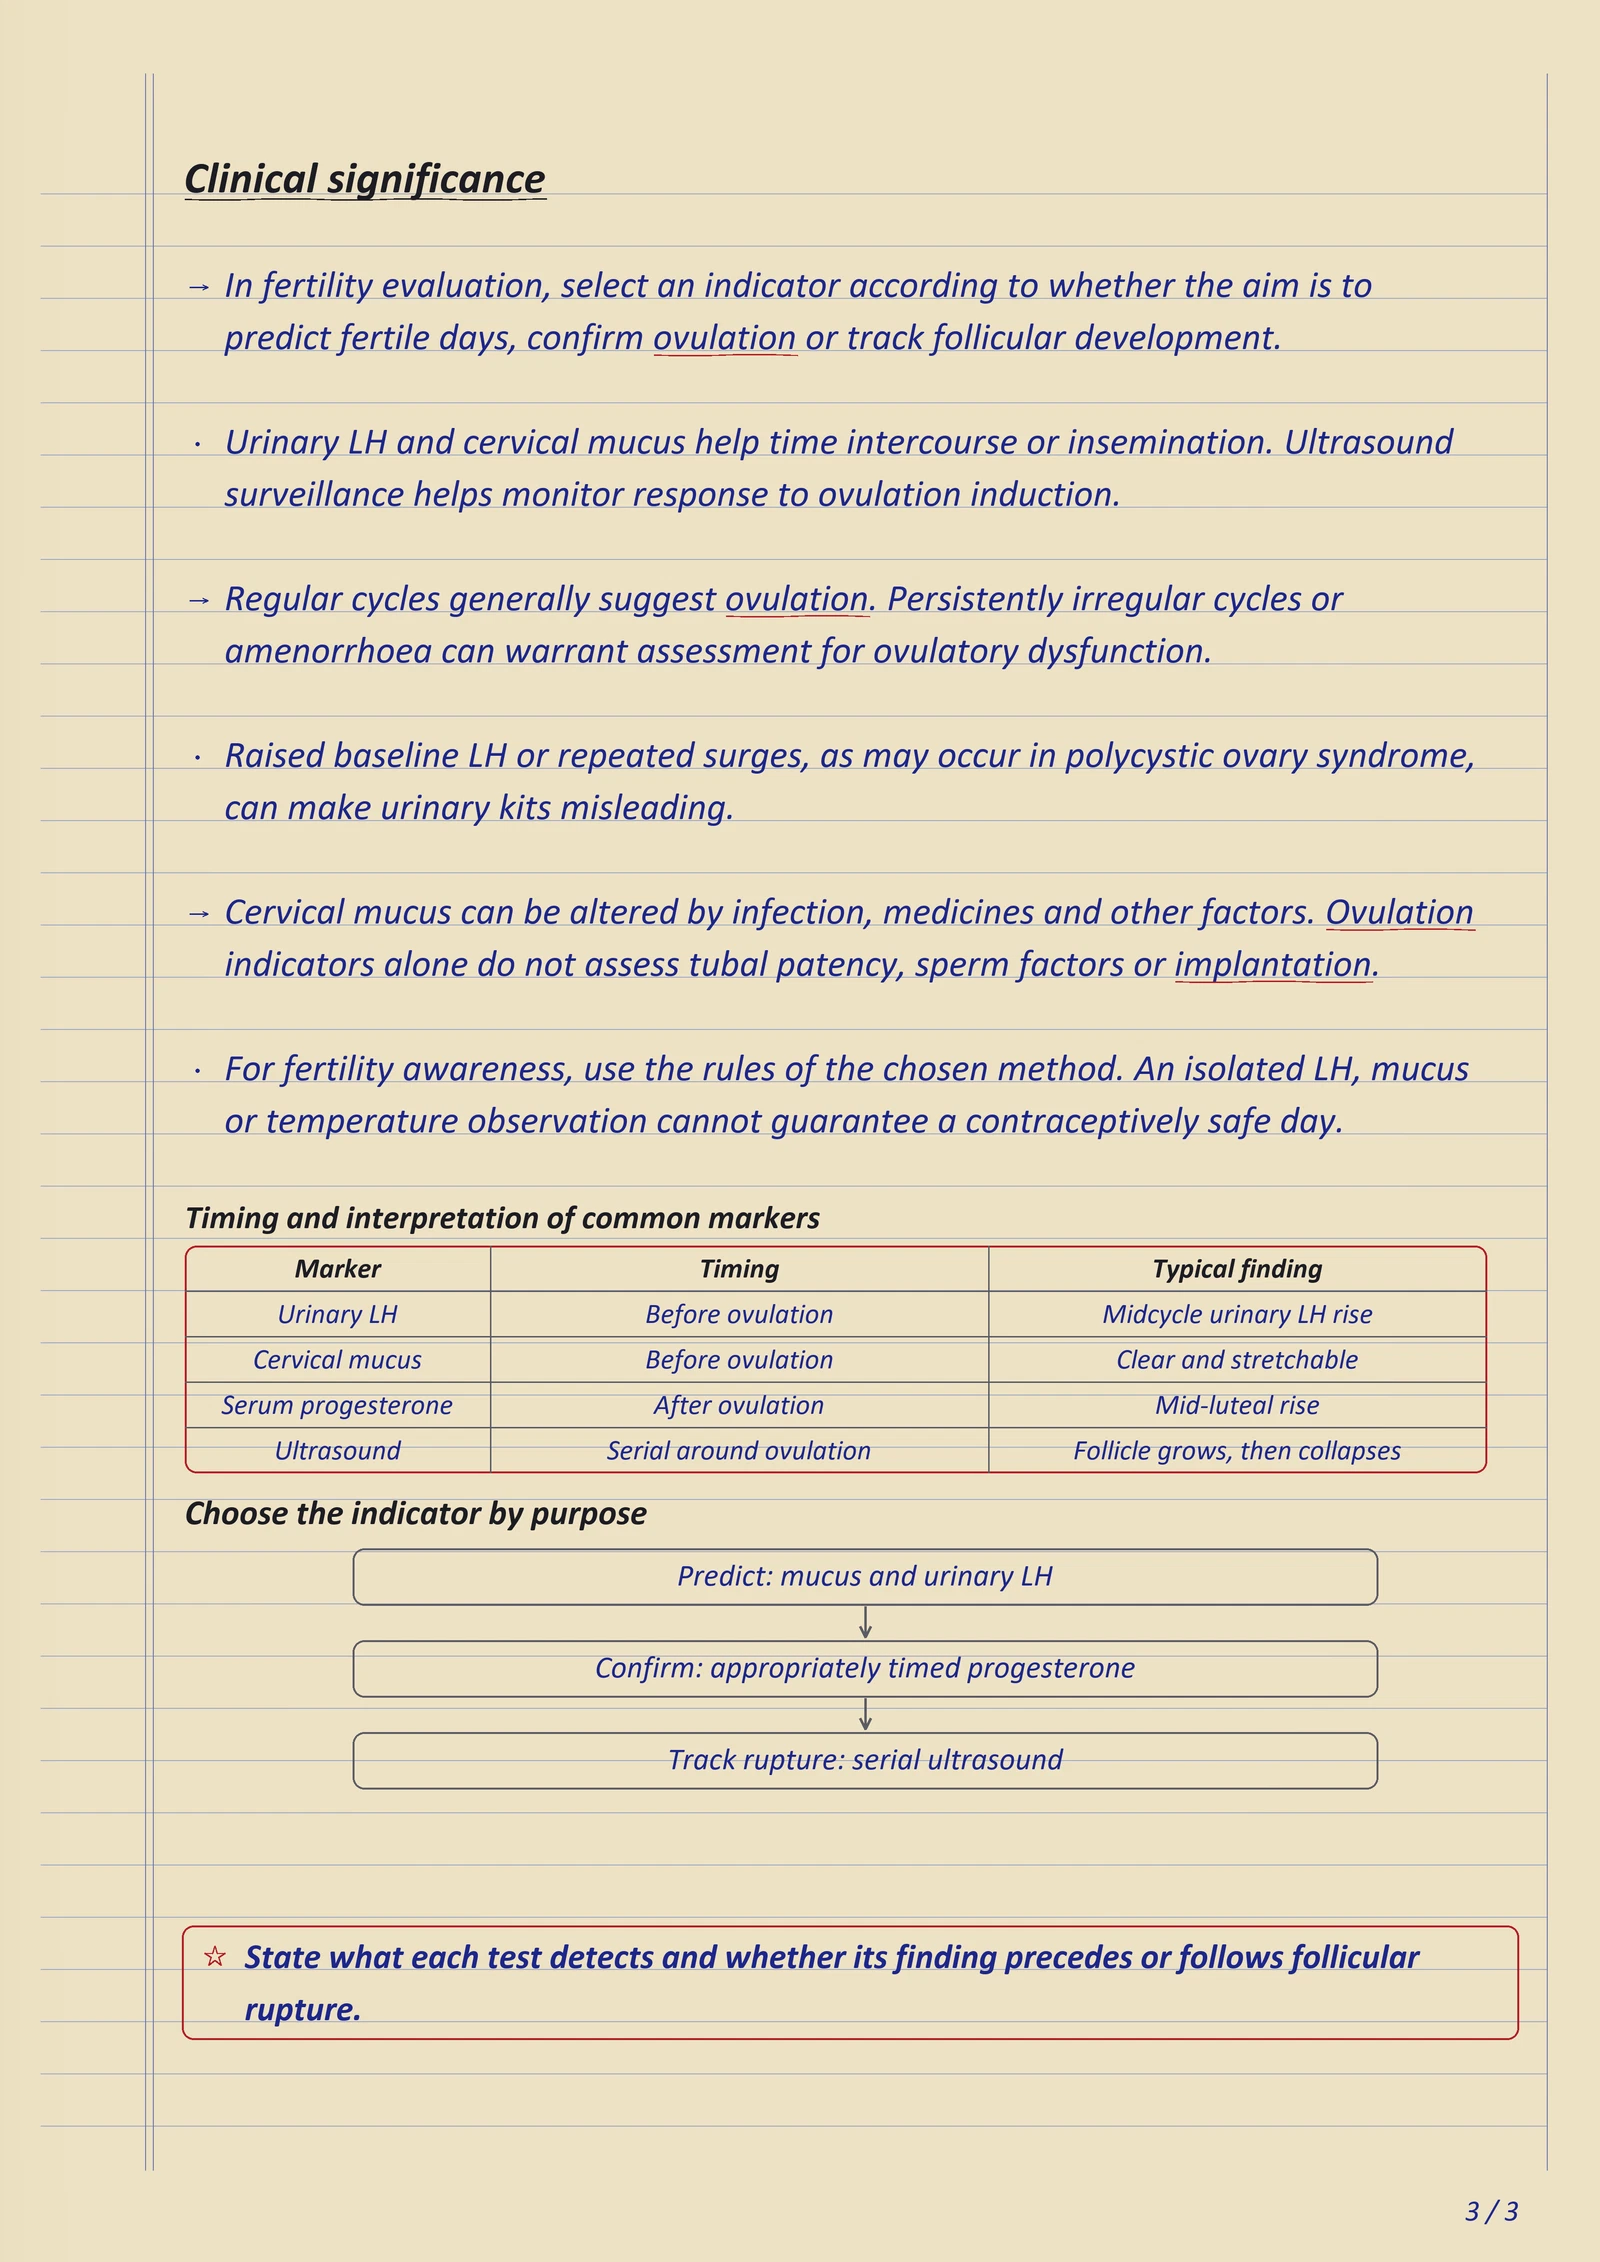 Clinical significance
→ In fertility evaluation, select an indicator according to whether the aim is to
predict fertile days, confirm ovulation or track follicular development.
· Urinary LH and cervical mucus help time intercourse or insemination. Ultrasound
surveillance helps monitor response to ovulation induction.
→ Regular cycles generally suggest ovulation. Persistently irregular cycles or
amenorrhoea can warrant assessment for ovulatory dysfunction.
· Raised baseline LH or repeated surges, as may occur in polycystic ovary syndrome,
can make urinary kits misleading.
→ Cervical mucus can be altered by infection, medicines and other factors. Ovulation
indicators alone do not assess tubal patency, sperm factors or implantation.
· For fertility awareness, use the rules of the chosen method. An isolated LH, mucus
or temperature observation cannot guarantee a contraceptively safe day.
Timing and interpretation of common markers
Marker Timing Typical finding
Urinary LH Before ovulation Midcycle urinary LH rise
Cervical mucus Before ovulation Clear and stretchable
Serum progesterone After ovulation Mid-luteal rise
Ultrasound Serial around ovulation Follicle grows, then collapses
Choose the indicator by purpose
Predict: mucus and urinary LH
Confirm: appropriately timed progesterone
Track rupture: serial ultrasound
☆ State what each test detects and whether its finding precedes or follows follicular
rupture.
3 / 3